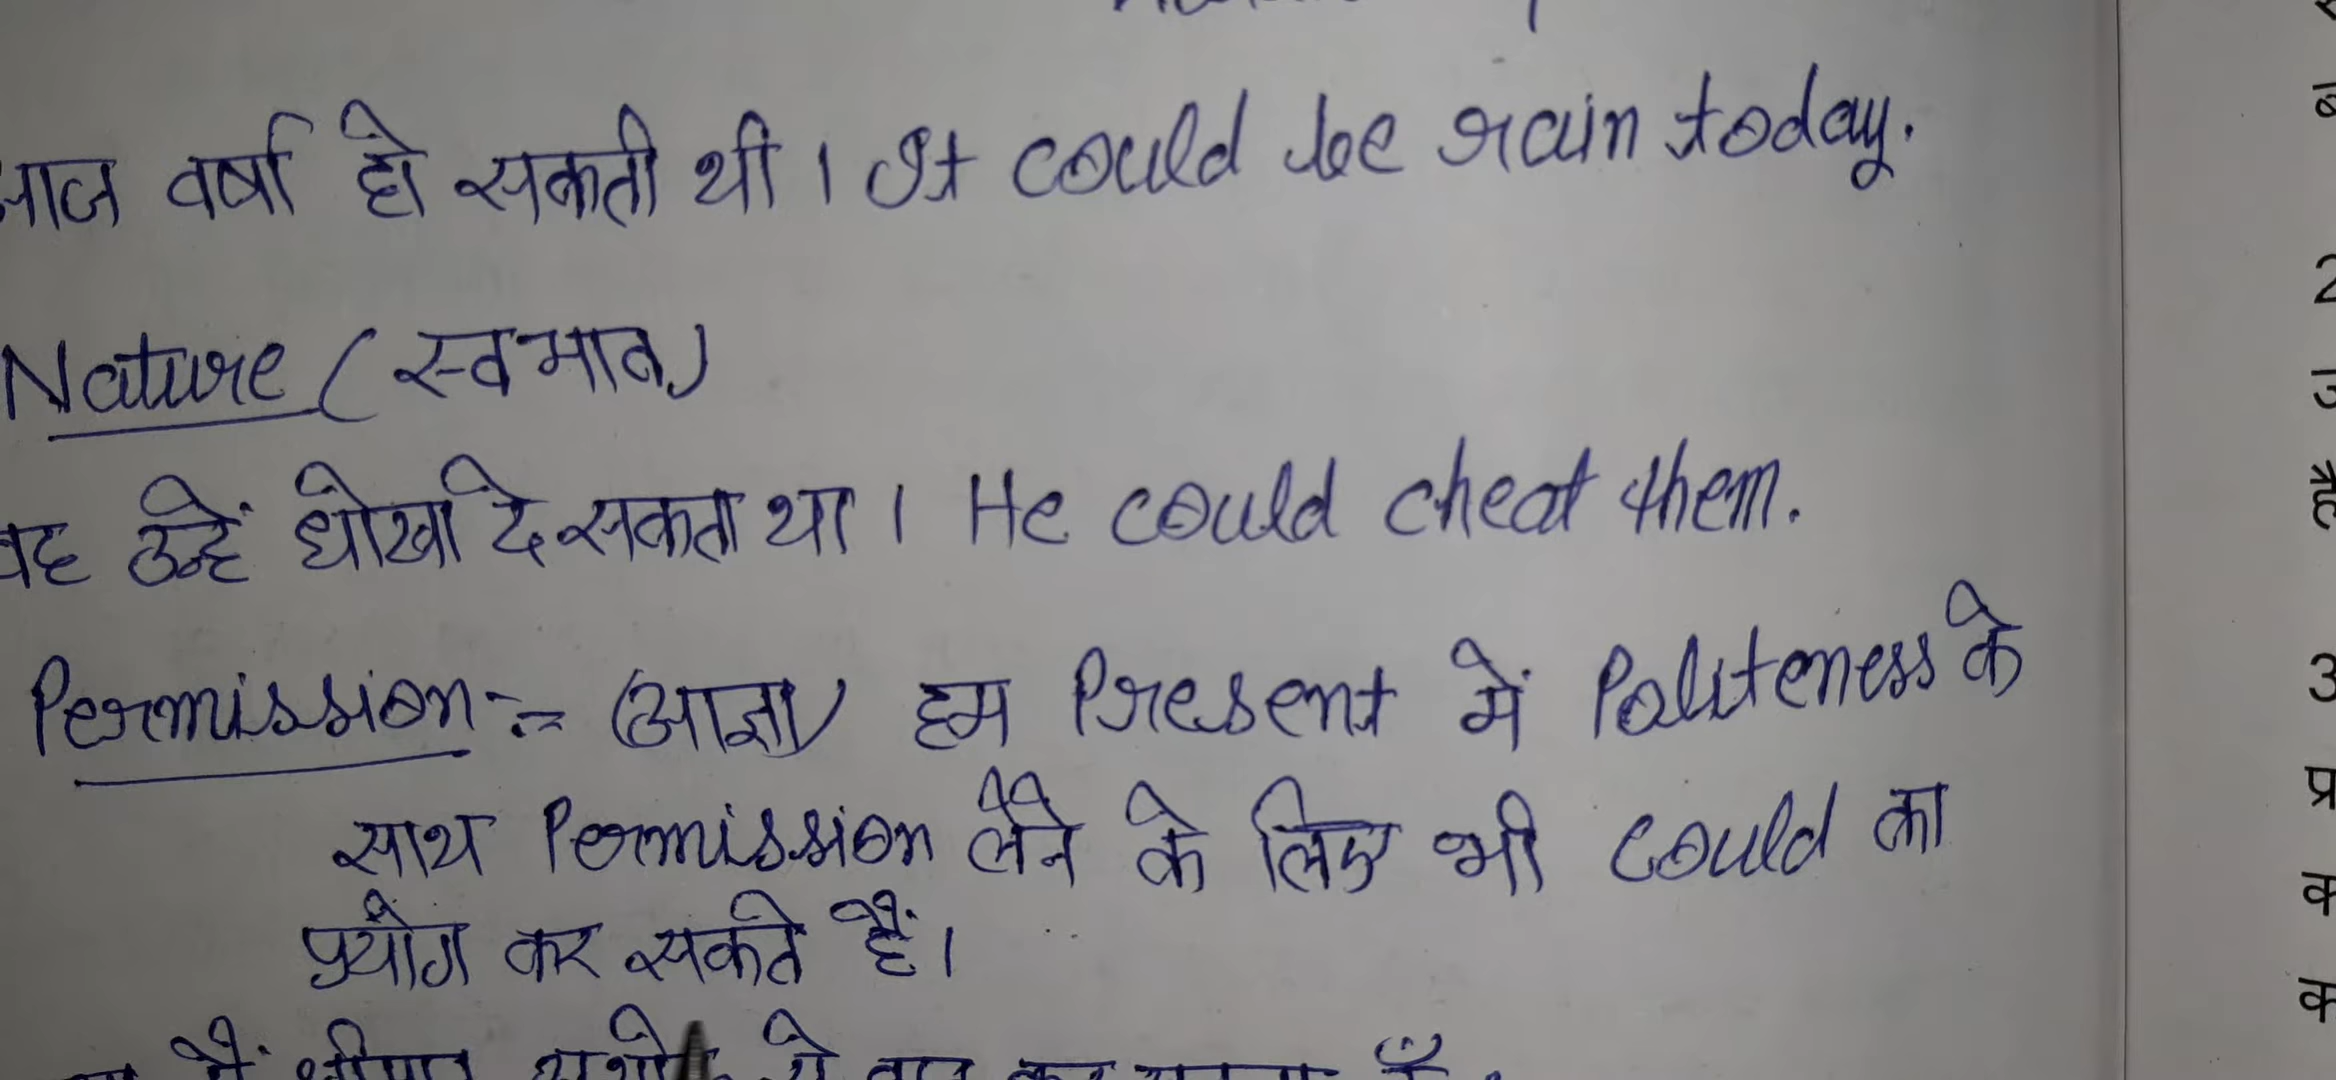 आज वर्षा हो सकती थी । It could be rain today.
Nature (स्वभाव)
वह उन्हें धोखा दे सकता था । He could cheat them.
Permission :- = (आज्ञा) हम Present में Politeness के
साथ Permission लेने के लिए भी could का
प्रयोग कर सकते हैं।